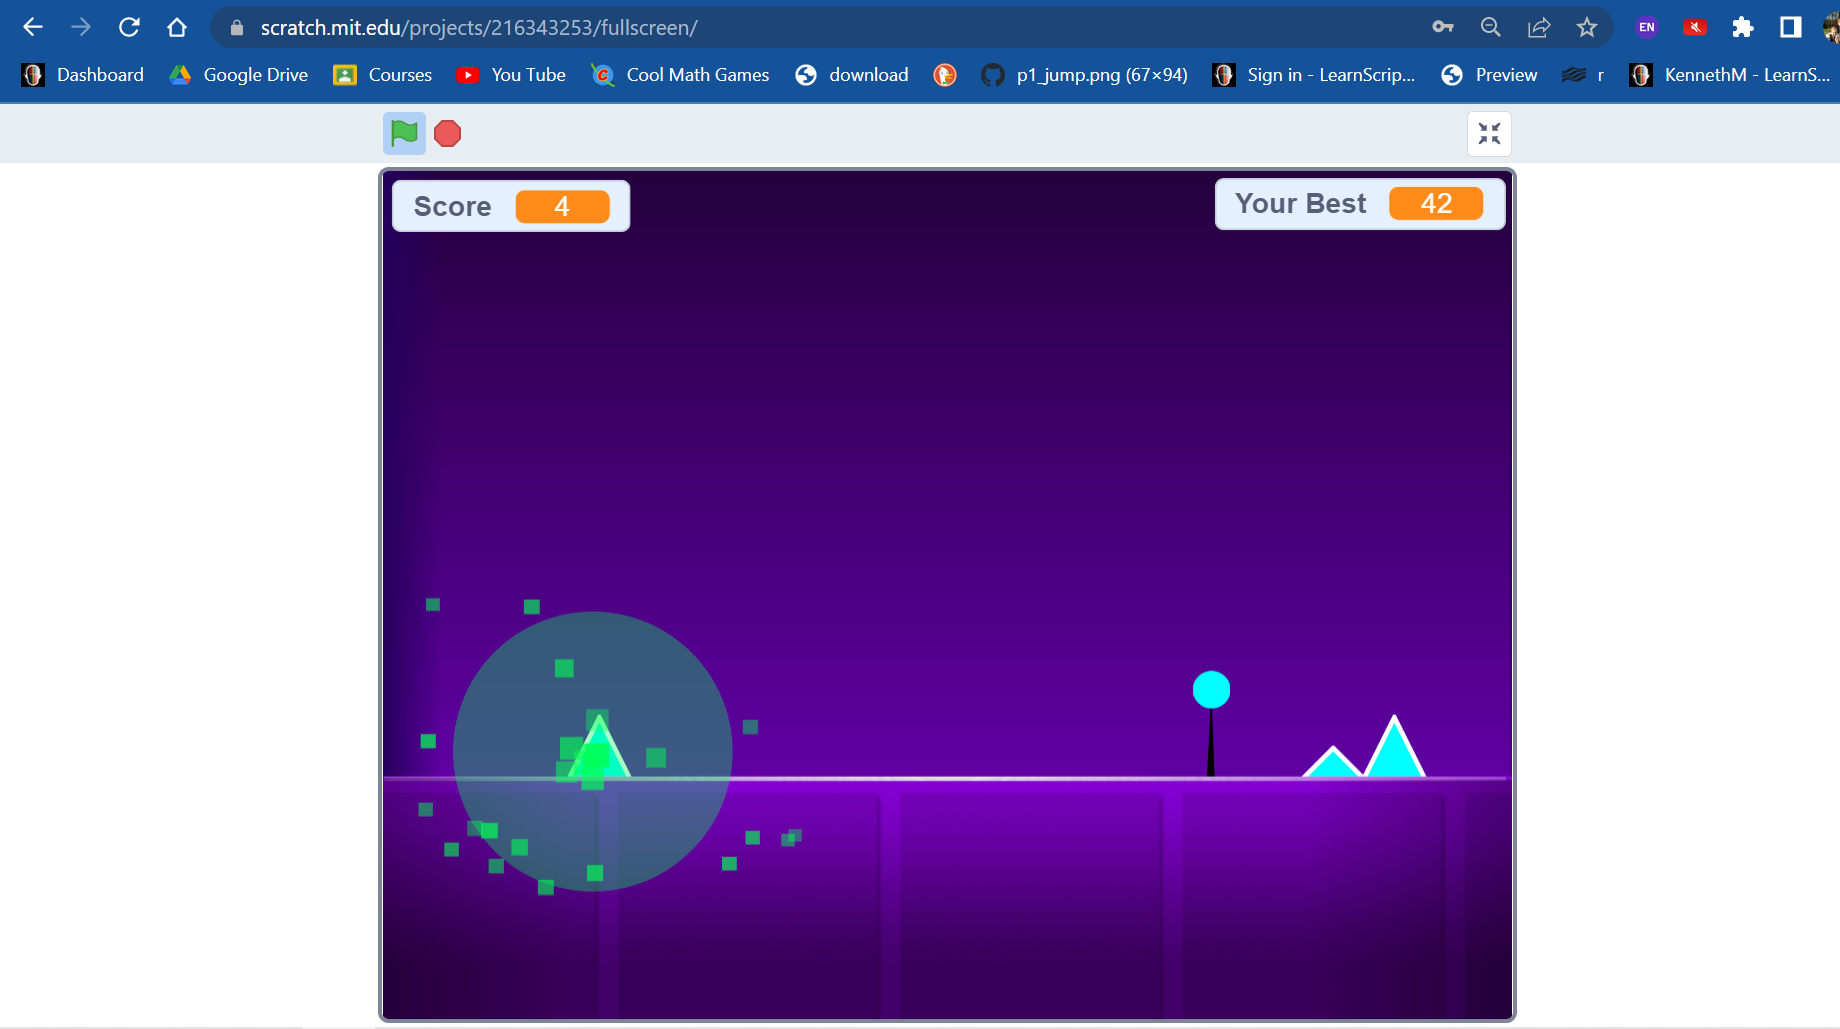 scratch.mit.edu/projects/216343253/fullscreen/
EN
Dashboard Google Drive Courses You Tube Cool Math Games download p1_jump.png (67×94) Sign in - LearnScrip... Preview r KennethM - LearnS...
Score 4
Your Best 42